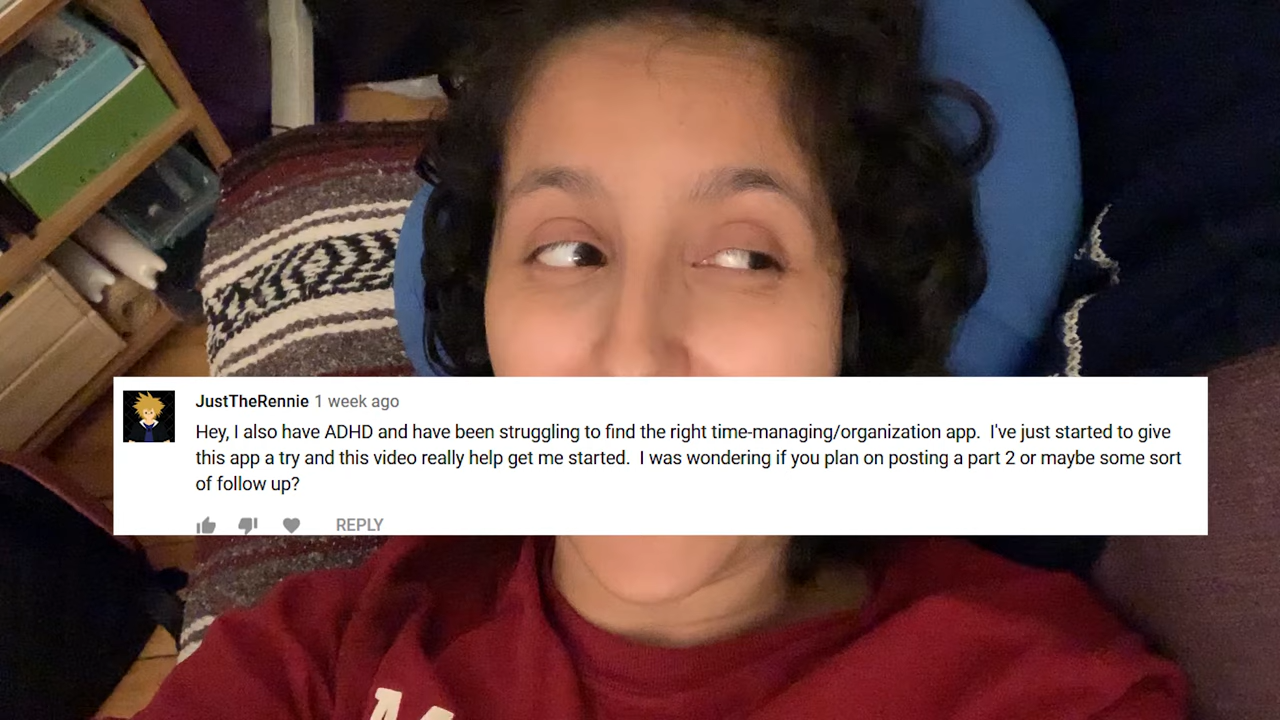 JustTheRennie 1 week ago
Hey, I also have ADHD and have been struggling to find the right time-managing/organization app.  I've just started to give
this app a try and this video really help get me started.  I was wondering if you plan on posting a part 2 or maybe some sort
of follow up?
REPLY
M